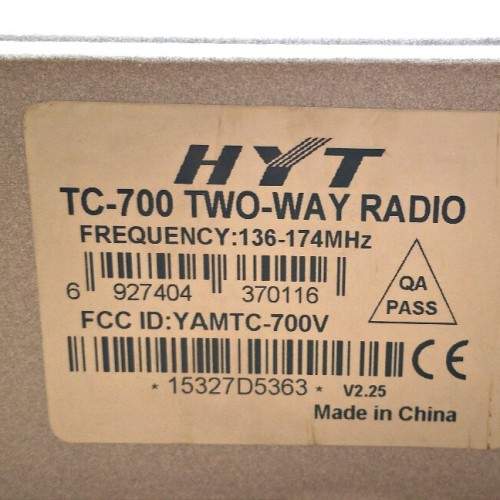 HYT
TC-700 TWO-WAY RADIO
FREQUENCY:136-174MHz
6 927404 370116
QA
PASS
FCC ID:YAMTC-700V
CE
* 15327D5363 * V2.25
Made in China